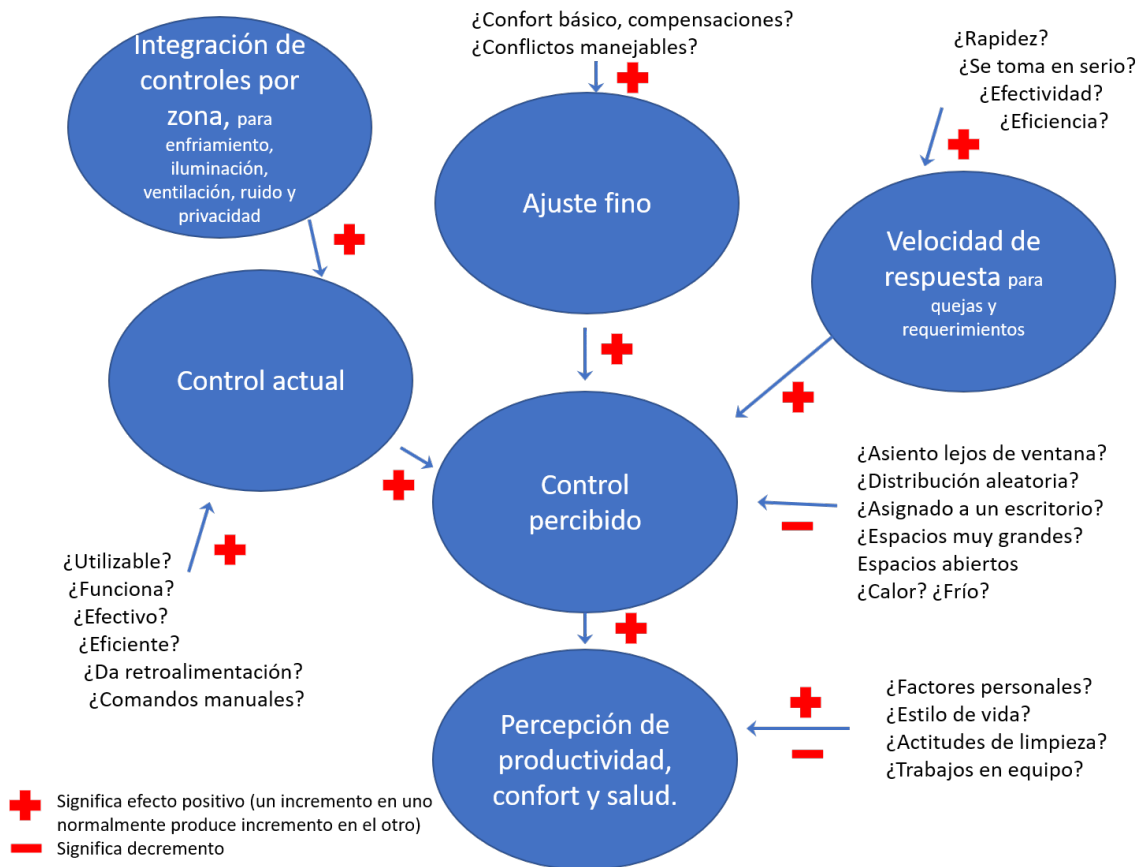 Integración de
controles por
zona, para
enfriamiento,
iluminación,
ventilación, ruido y
privacidad
¿Confort básico, compensaciones?
¿Conflictos manejables?
¿Rapidez?
¿Se toma en serio?
¿Efectividad?
¿Eficiencia?
Ajuste fino
Velocidad de
respuesta para
quejas y
requerimientos
Control actual
Control
percibido
¿Asiento lejos de ventana?
¿Distribución aleatoria?
¿Asignado a un escritorio?
¿Espacios muy grandes?
Espacios abiertos
¿Calor? ¿Frío?
¿Utilizable?
¿Funciona?
¿Efectivo?
¿Eficiente?
¿Da retroalimentación?
¿Comandos manuales?
Percepción de
productividad,
confort y salud.
¿Factores personales?
¿Estilo de vida?
¿Actitudes de limpieza?
¿Trabajos en equipo?
Significa efecto positivo (un incremento en uno
normalmente produce incremento en el otro)
Significa decremento